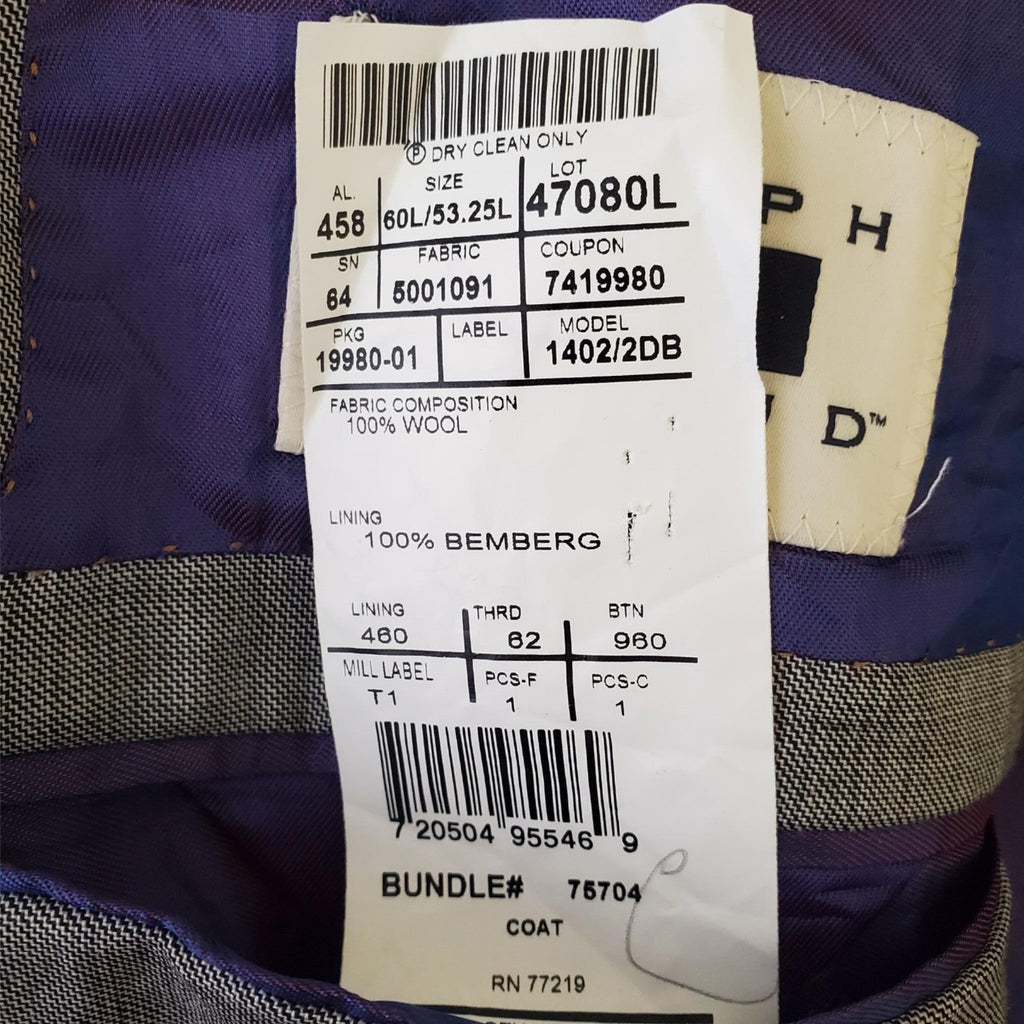 Ⓟ DRY CLEAN ONLY
AL. SIZE LOT
458 60L/53.25L 47080L
SN FABRIC COUPON
64 5001091 7419980
PKG LABEL MODEL
19980-01 1402/2DB
FABRIC COMPOSITION
100% WOOL
LINING
100% BEMBERG
LINING THRD BTN
460 62 960
MILL LABEL PCS-F PCS-C
T1 1 1
7 20504 95546 9
BUNDLE# 75704
COAT
RN 77219
P H
D™